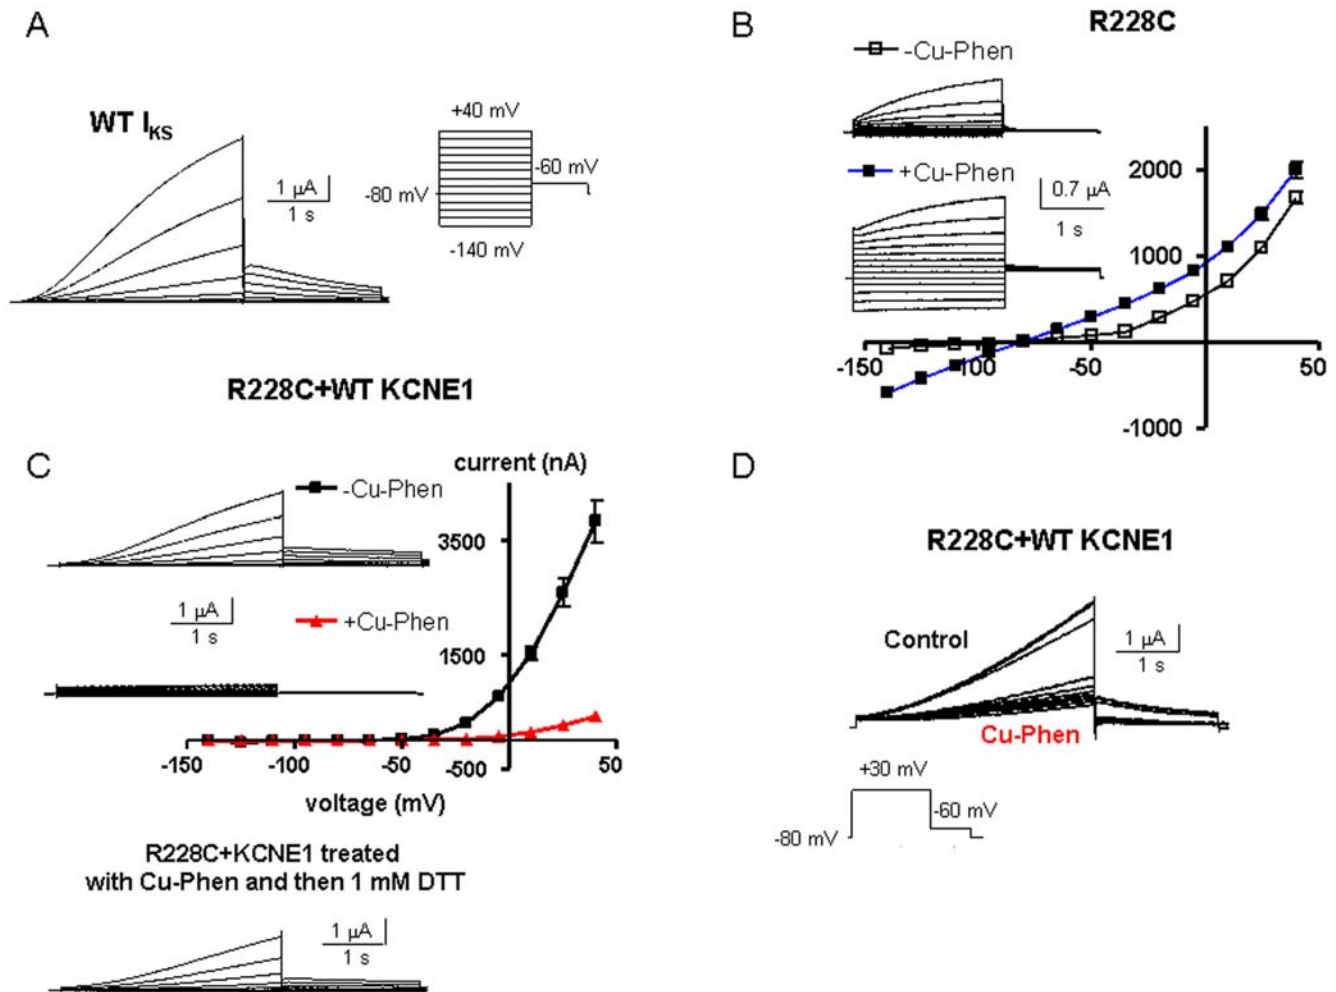 A
WT IKS
1 µA
1 s
+40 mV
-60 mV
-80 mV
-140 mV
B
R228C
-Cu-Phen
+Cu-Phen
0.7 µA
1 s
2000
1000
-150
-100
-50
50
-1000
R228C+WT KCNE1
C
current (nA)
-Cu-Phen
3500
1 µA
1 s
+Cu-Phen
1500
-150
-100
-50
-500
50
voltage (mV)
R228C+KCNE1 treated
with Cu-Phen and then 1 mM DTT
1 µA
1 s
D
R228C+WT KCNE1
Control
1 µA
1 s
Cu-Phen
+30 mV
-60 mV
-80 mV